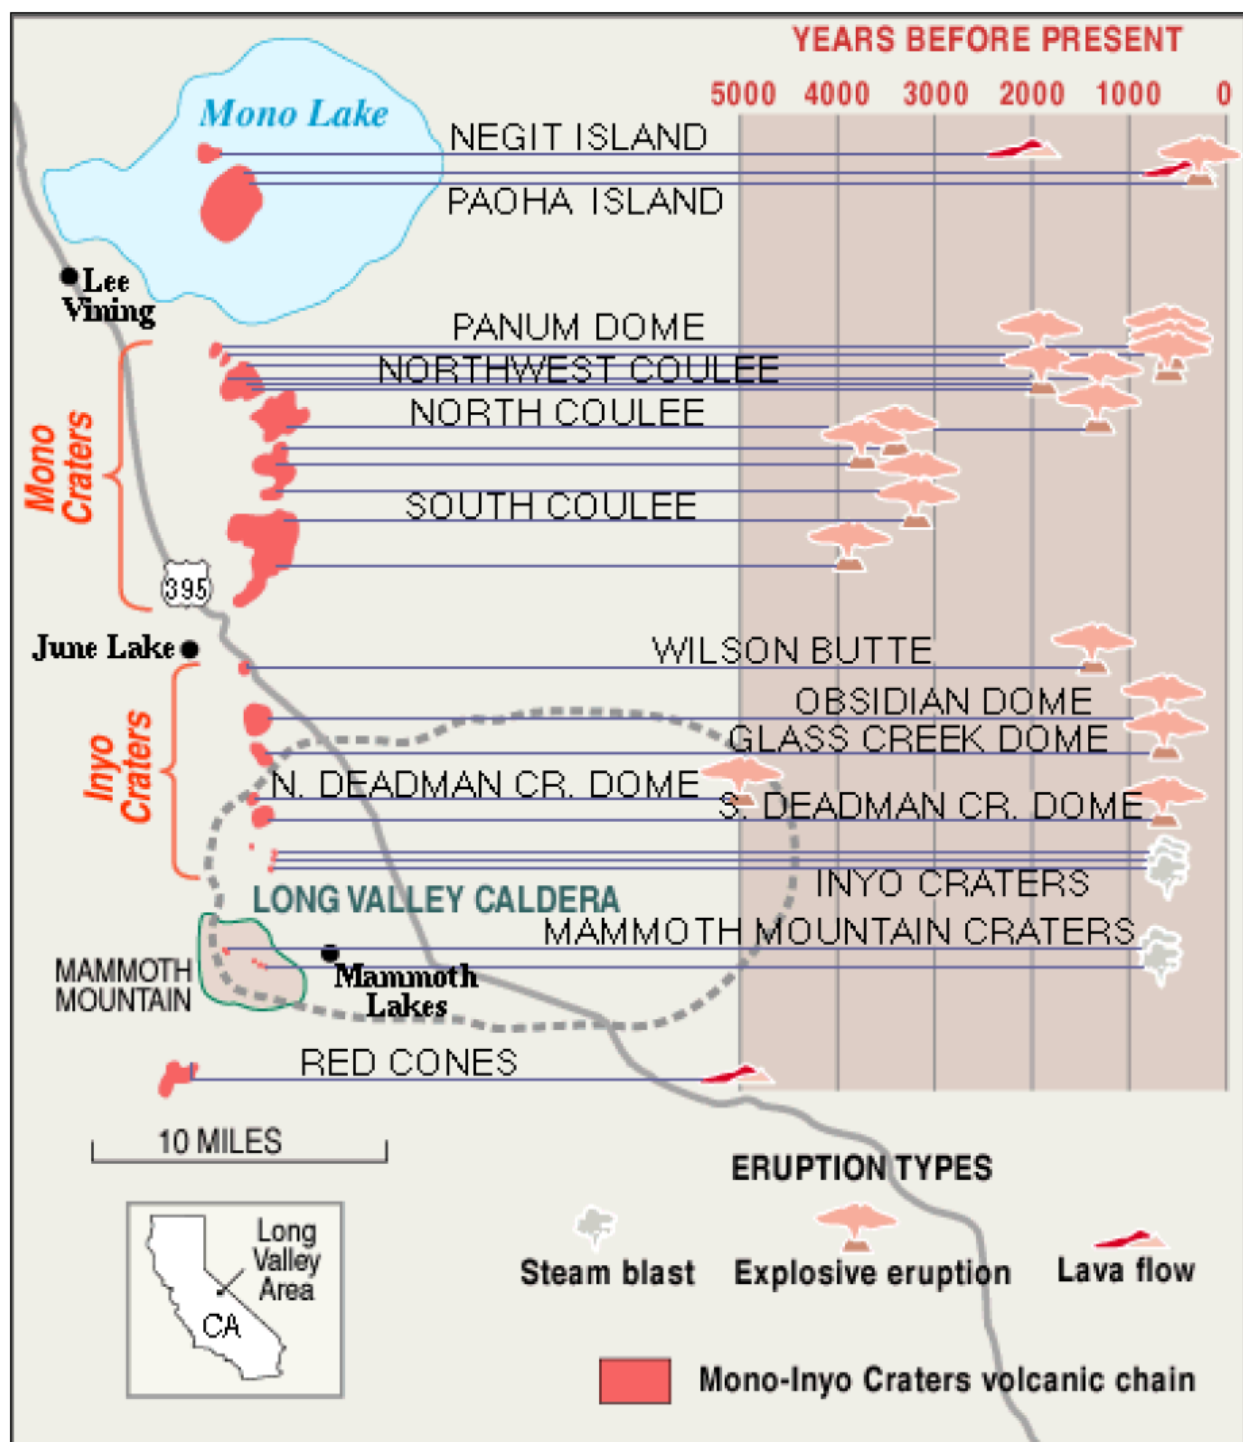 YEARS BEFORE PRESENT
5000 4000 3000 2000 1000 0
Mono Lake
NEGIT ISLAND
PAOHA ISLAND
Lee
Vining
PANUM DOME
NORTHWEST COULEE
NORTH COULEE
Mono
Craters
SOUTH COULEE
395
June Lake
WILSON BUTTE
OBSIDIAN DOME
GLASS CREEK DOME
Inyo
Craters
N. DEADMAN CR. DOME
S. DEADMAN CR. DOME
INYO CRATERS
LONG VALLEY CALDERA
MAMMOTH MOUNTAIN CRATERS
MAMMOTH
MOUNTAIN
Mammoth
Lakes
RED CONES
10 MILES
ERUPTION TYPES
Steam blast
Explosive eruption
Lava flow
Long
Valley
Area
CA
Mono-Inyo Craters volcanic chain